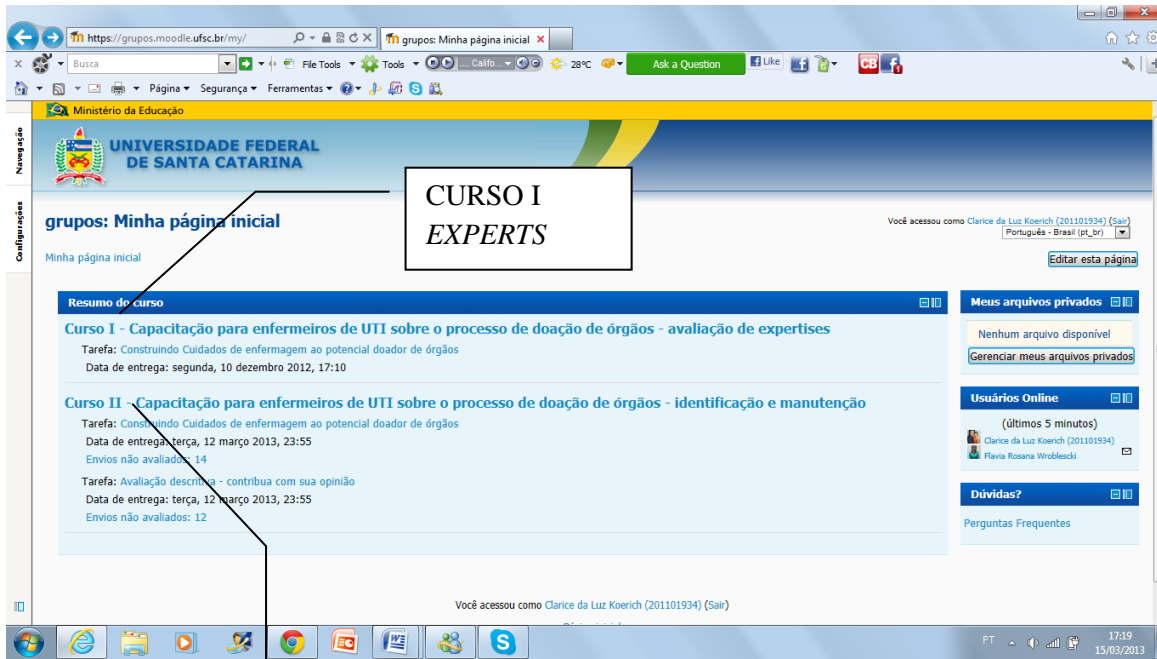 https://grupos.moodle.ufsc.br/my/
grupos: Minha página inicial
Busca
File Tools
Tools
.... Califo...
28°C
Ask a Question
Like
CB
Página Segurança Ferramentas
Ministério da Educação
UNIVERSIDADE FEDERAL
DE SANTA CATARINA
Navegação
Configurações
CURSO I
EXPERTS
grupos: Minha página inicial
Você acessou como Clarice da Luz Koerich (201101934) (Sair)
Português - Brasil (pt_br)
Minha página inicial
Editar esta página
Resumo do curso
Curso I - Capacitação para enfermeiros de UTI sobre o processo de doação de órgãos - avaliação de expertises
Tarefa: Construindo Cuidados de enfermagem ao potencial doador de órgãos
Data de entrega: segunda, 10 dezembro 2012, 17:10
Curso II - Capacitação para enfermeiros de UTI sobre o processo de doação de órgãos - identificação e manutenção
Tarefa: Construindo Cuidados de enfermagem ao potencial doador de órgãos
Data de entrega: terça, 12 março 2013, 23:55
Envios não avaliados: 14
Tarefa: Avaliação descritiva - contribua com sua opinião
Data de entrega: terça, 12 março 2013, 23:55
Envios não avaliados: 12
Meus arquivos privados
Nenhum arquivo disponível
Gerenciar meus arquivos privados
Usuários Online
(últimos 5 minutos)
Clarice da Luz Koerich (201101934)
Flavia Rosana Wroblescki
Dúvidas?
Perguntas Frequentes
Você acessou como Clarice da Luz Koerich (201101934) (Sair)
PT
17:19
15/03/2013